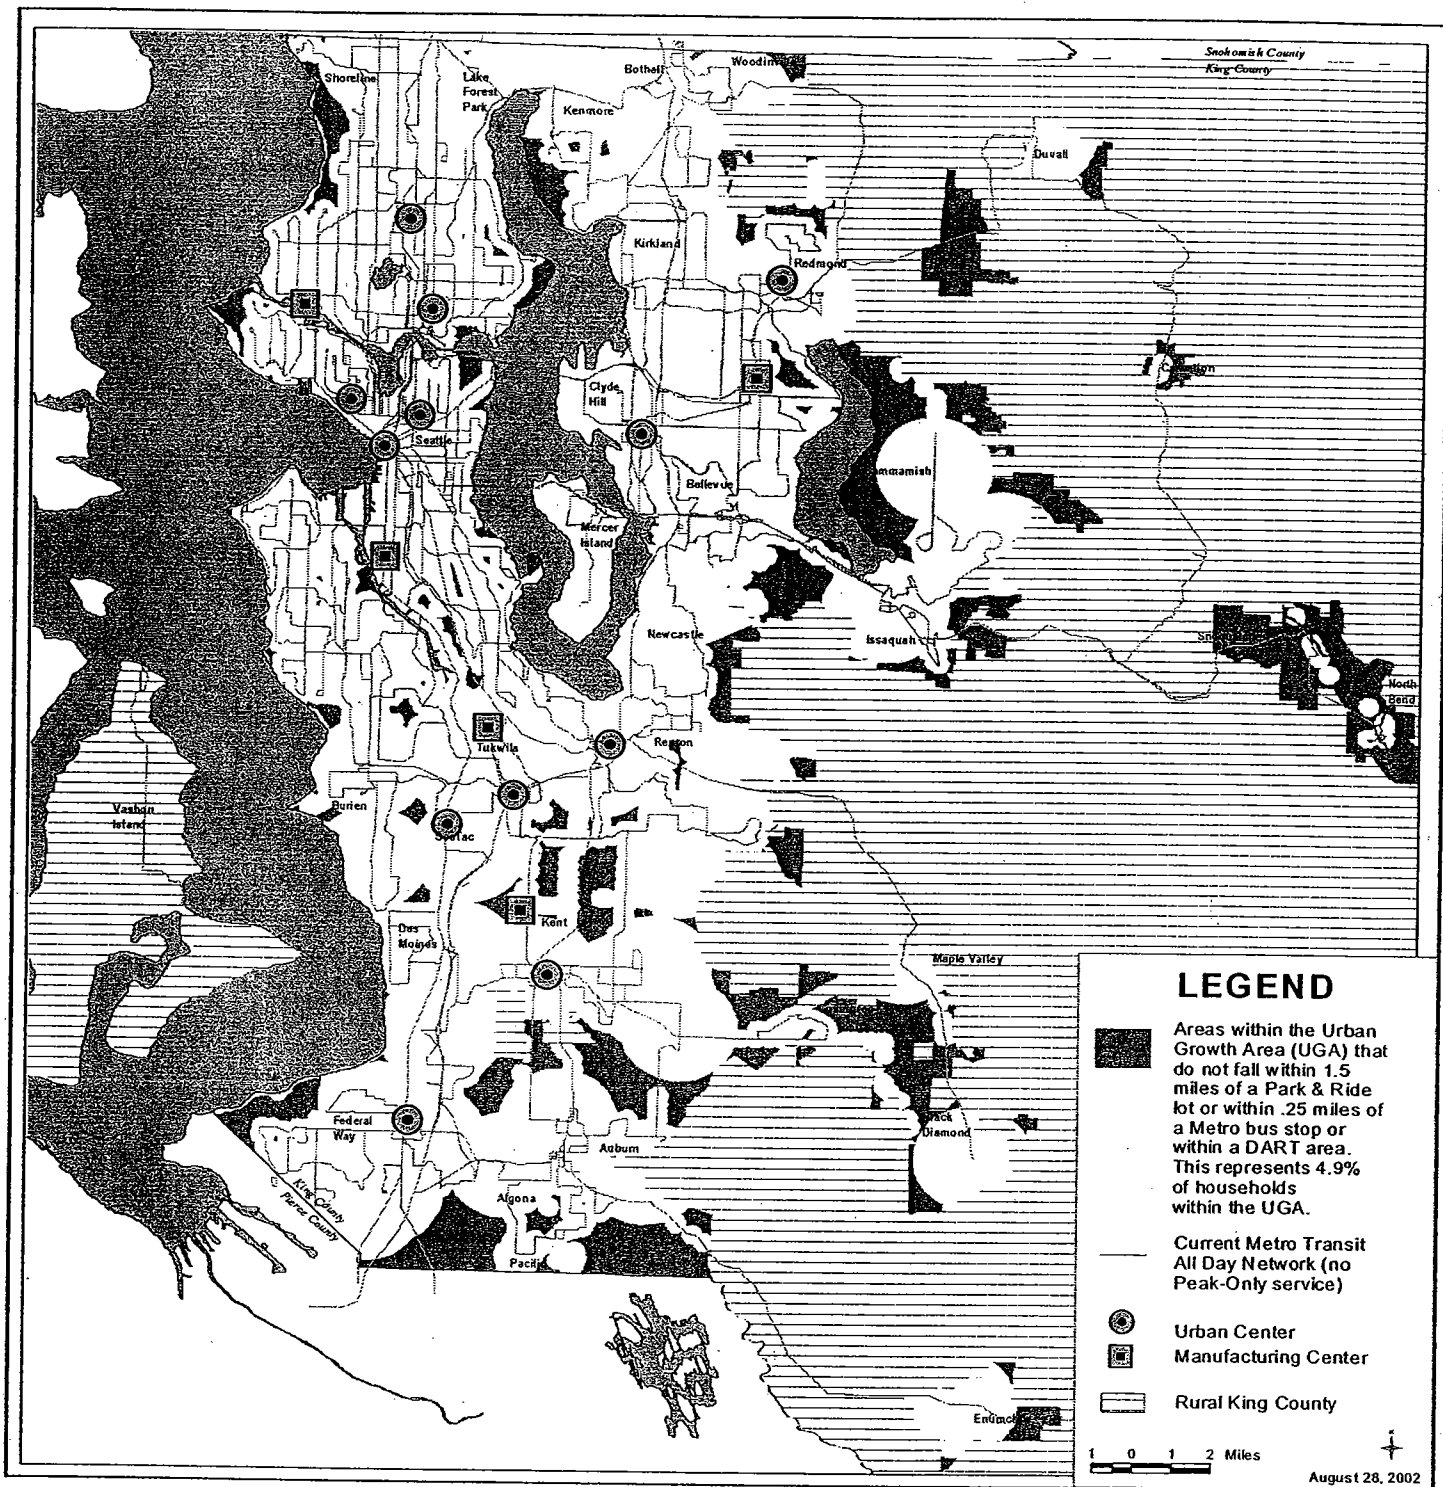 Snohomish County
King County
Shoreline
Lake
Forest
Park
Bothell
Kenmore
Duvall
Kirkland
Redmond
Clyde
Hill
Seattle
Bellevue
Mercer
Island
Newcastle
Issaquah
North
Bend
Tukwila
Renton
Burien
Vashon
Island
Kent
Des
Moines
Maple Valley
Federal
Way
Diamond
Auburn
Algona
King County
Pierce County
LEGEND
Areas within the Urban
Growth Area (UGA) that
do not fall within 1.5
miles of a Park & Ride
lot or within .25 miles of
a Metro bus stop or
within a DART area.
This represents 4.9%
of households
within the UGA.
Current Metro Transit
All Day Network (no
Peak-Only service)
Urban Center
Manufacturing Center
Rural King County
1 0 1 2 Miles
August 28, 2002